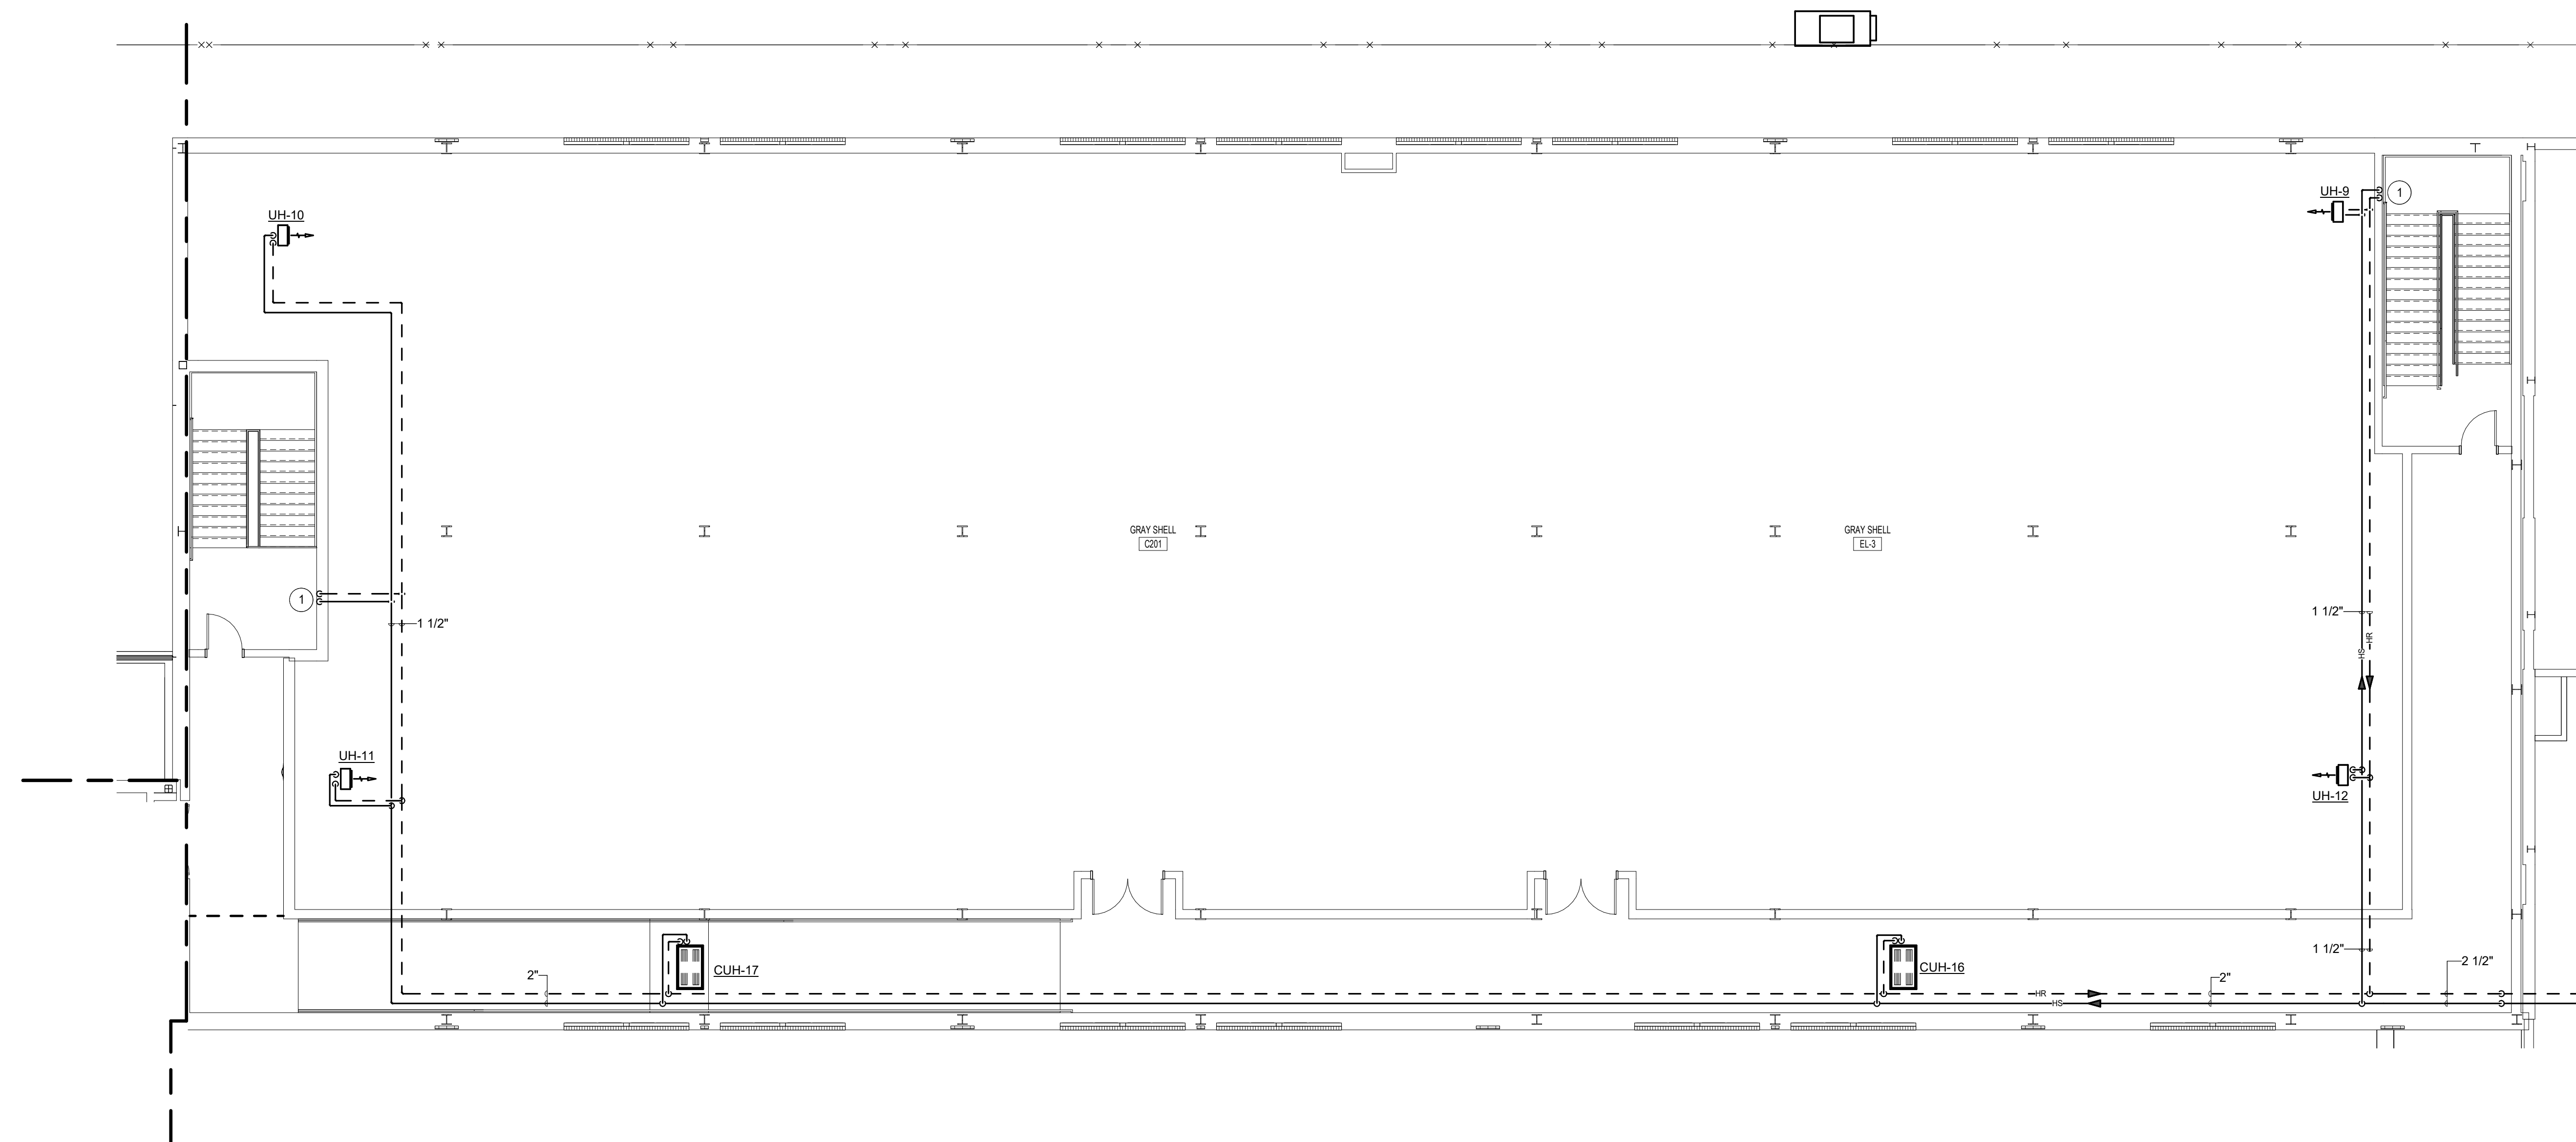 UH-9
1
UH-10
GRAY SHELL
C201
GRAY SHELL
EL-3
1
1 1/2"
1 1/2"
HR
HS
UH-11
UH-12
1 1/2"
2 1/2"
CUH-17
CUH-16
2"
2"
HR
HS